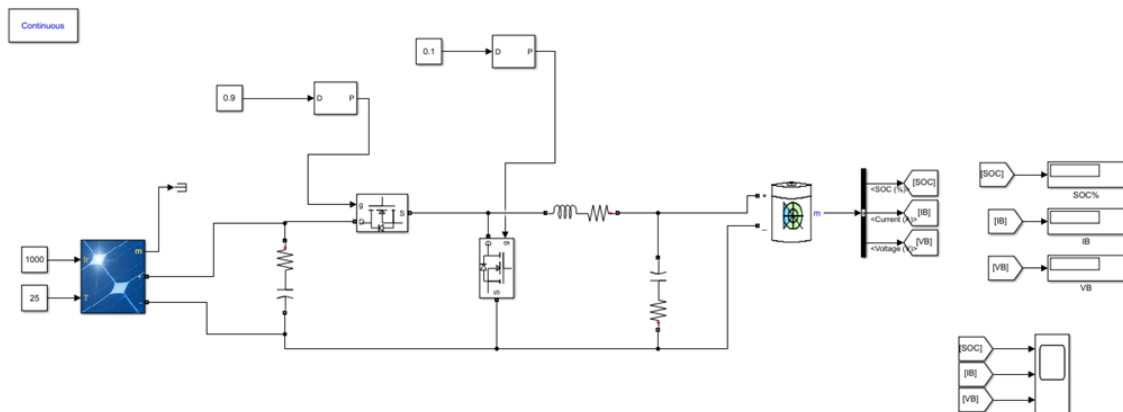 Continuous
0.1
D P
0.9
D P
g
D S
+
m
_
<SOC (%)>
[SOC]
<Current (A)>
[IB]
<Voltage (V)>
[VB]
[SOC]
SOC%
[IB]
IB
[VB]
VB
D g
S
1000
Ir
m
+
25
T
-
[SOC]
[IB]
[VB]